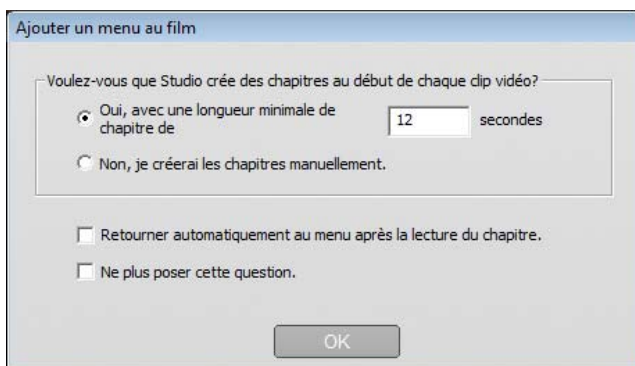 Ajouter un menu au film
Voulez-vous que Studio crée des chapitres au début de chaque clip vidéo?
Oui, avec une longueur minimale de
chapitre de
12 secondes
Non, je créerai les chapitres manuellement.
Retourner automatiquement au menu après la lecture du chapitre.
Ne plus poser cette question.
OK